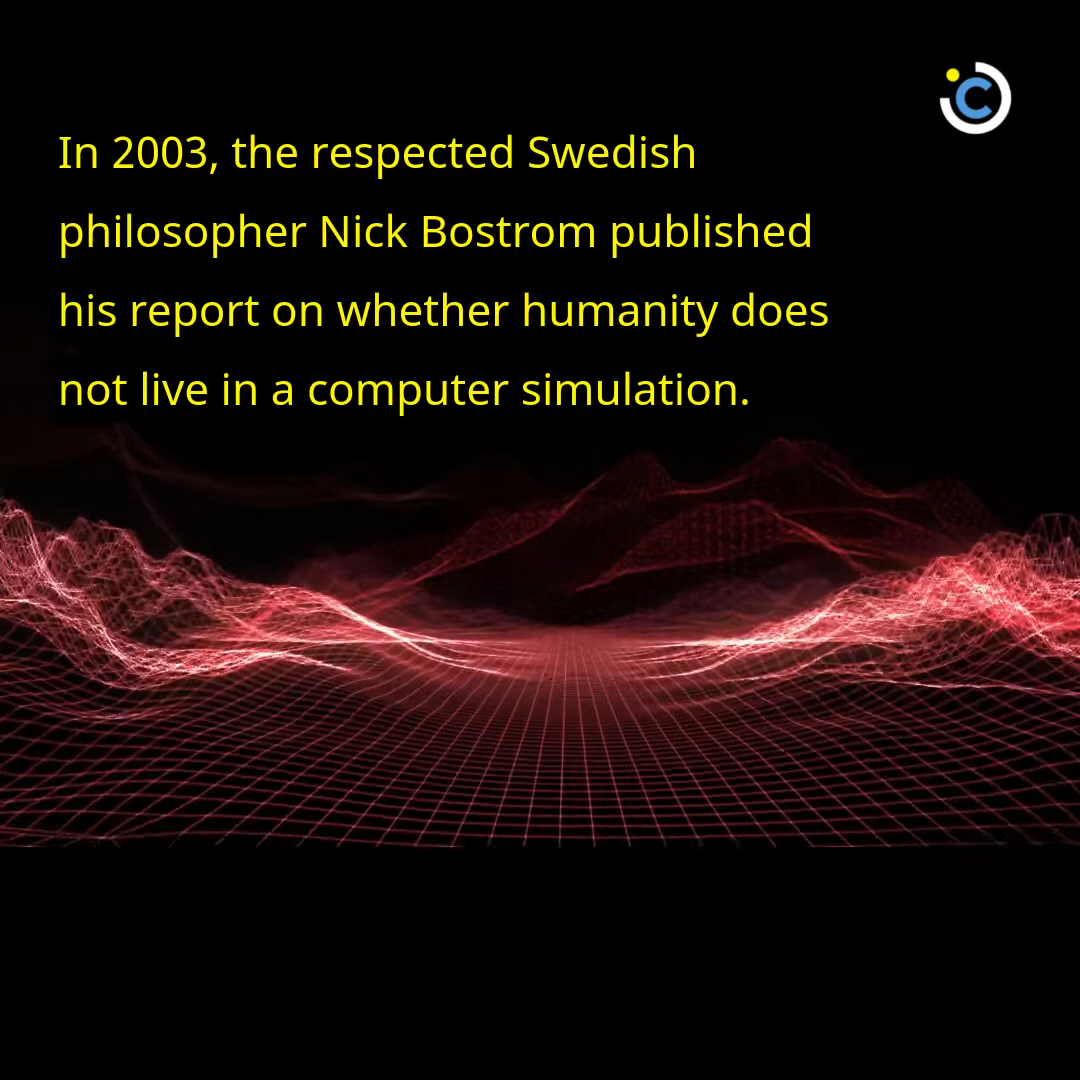 In 2003, the respected Swedish
philosopher Nick Bostrom published
his report on whether humanity does
not live in a computer simulation.